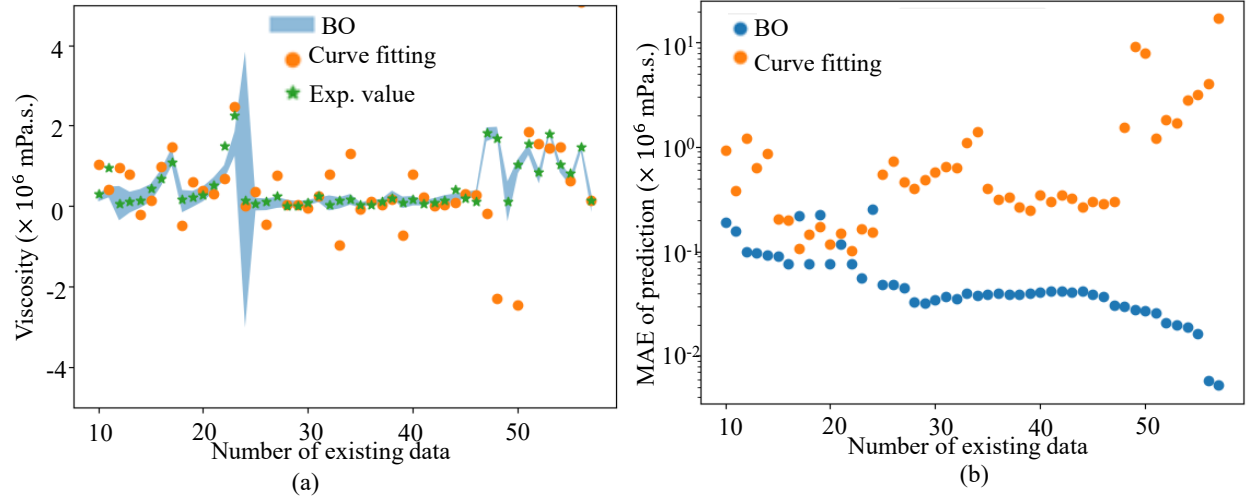 BO
Curve fitting
Exp. value
Viscosity (× 10⁶ mPa.s.)
4
2
0
-2
-4
10 20 30 40 50
Number of existing data
(a)
BO
Curve fitting
MAE of prediction (× 10⁶ mPa.s.)
10¹
10⁰
10⁻¹
10⁻²
10 20 30 40 50
Number of existing data
(b)